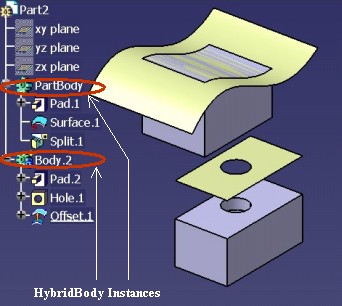 Part2
xy plane
yz plane
zx plane
PartBody
Pad.1
Surface.1
Split.1
Body.2
Pad.2
Hole.1
Offset.1
HybridBody Instances